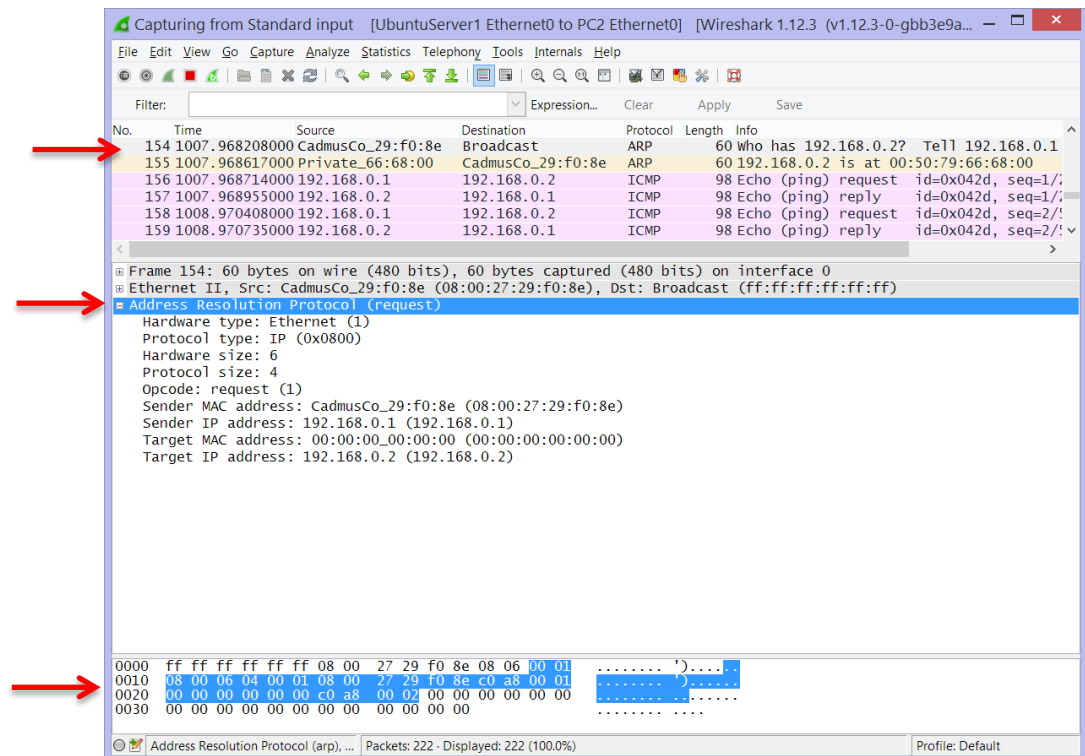 Capturing from Standard input [UbuntuServer1 Ethernet0 to PC2 Ethernet0] [Wireshark 1.12.3 (v1.12.3-0-gbb3e9a...
File Edit View Go Capture Analyze Statistics Telephony Tools Internals Help
Filter: Expression... Clear Apply Save
No. Time Source Destination Protocol Length Info
154 1007.968208000 CadmusCo_29:f0:8e Broadcast ARP 60 Who has 192.168.0.2? Tell 192.168.0.1
155 1007.968617000 Private_66:68:00 CadmusCo_29:f0:8e ARP 60 192.168.0.2 is at 00:50:79:66:68:00
156 1007.968714000 192.168.0.1 192.168.0.2 ICMP 98 Echo (ping) request id=0x042d, seq=1/2
157 1007.968955000 192.168.0.2 192.168.0.1 ICMP 98 Echo (ping) reply id=0x042d, seq=1/2
158 1008.970408000 192.168.0.1 192.168.0.2 ICMP 98 Echo (ping) request id=0x042d, seq=2/5
159 1008.970735000 192.168.0.2 192.168.0.1 ICMP 98 Echo (ping) reply id=0x042d, seq=2/5
Frame 154: 60 bytes on wire (480 bits), 60 bytes captured (480 bits) on interface 0
Ethernet II, Src: CadmusCo_29:f0:8e (08:00:27:29:f0:8e), Dst: Broadcast (ff:ff:ff:ff:ff:ff)
Address Resolution Protocol (request)
Hardware type: Ethernet (1)
Protocol type: IP (0x0800)
Hardware size: 6
Protocol size: 4
Opcode: request (1)
Sender MAC address: CadmusCo_29:f0:8e (08:00:27:29:f0:8e)
Sender IP address: 192.168.0.1 (192.168.0.1)
Target MAC address: 00:00:00_00:00:00 (00:00:00:00:00:00)
Target IP address: 192.168.0.2 (192.168.0.2)
0000 ff ff ff ff ff ff 08 00 27 29 f0 8e 08 06 00 01 ........ ')......
0010 08 00 06 04 00 01 08 00 27 29 f0 8e c0 a8 00 01 ........ ')......
0020 00 00 00 00 00 00 c0 a8 00 02 00 00 00 00 00 00 ........ ........
0030 00 00 00 00 00 00 00 00 00 00 00 00 ........ ....
Address Resolution Protocol (arp), ... Packets: 222 · Displayed: 222 (100.0%) Profile: Default